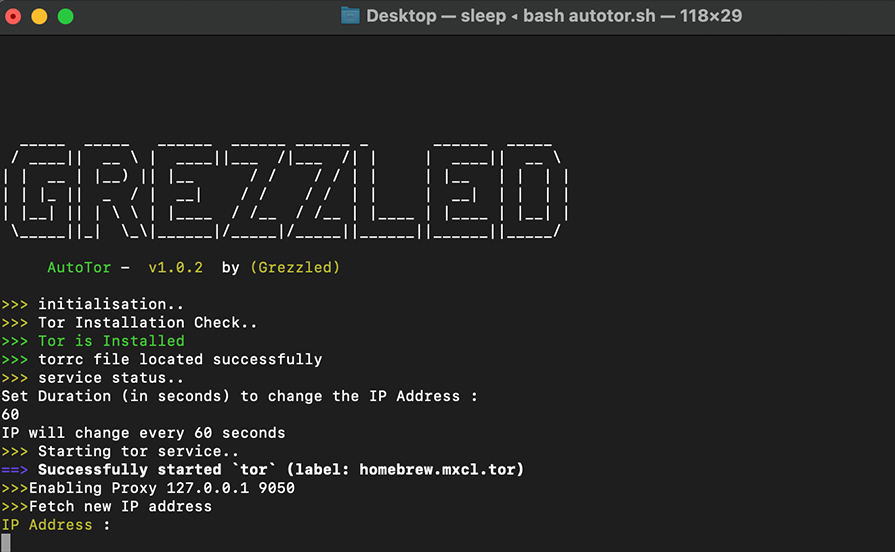 Desktop — sleep ◂ bash autotor.sh — 118×29
GREZZLED
AutoTor – v1.0.2 by (Grezzled)
>>> initialisation..
>>> Tor Installation Check..
>>> Tor is Installed
>>> torrc file located successfully
>>> service status..
Set Duration (in seconds) to change the IP Address :
60
IP will change every 60 seconds
>>> Starting tor service..
==> Successfully started `tor` (label: homebrew.mxcl.tor)
>>>Enabling Proxy 127.0.0.1 9050
>>>Fetch new IP address
IP Address :